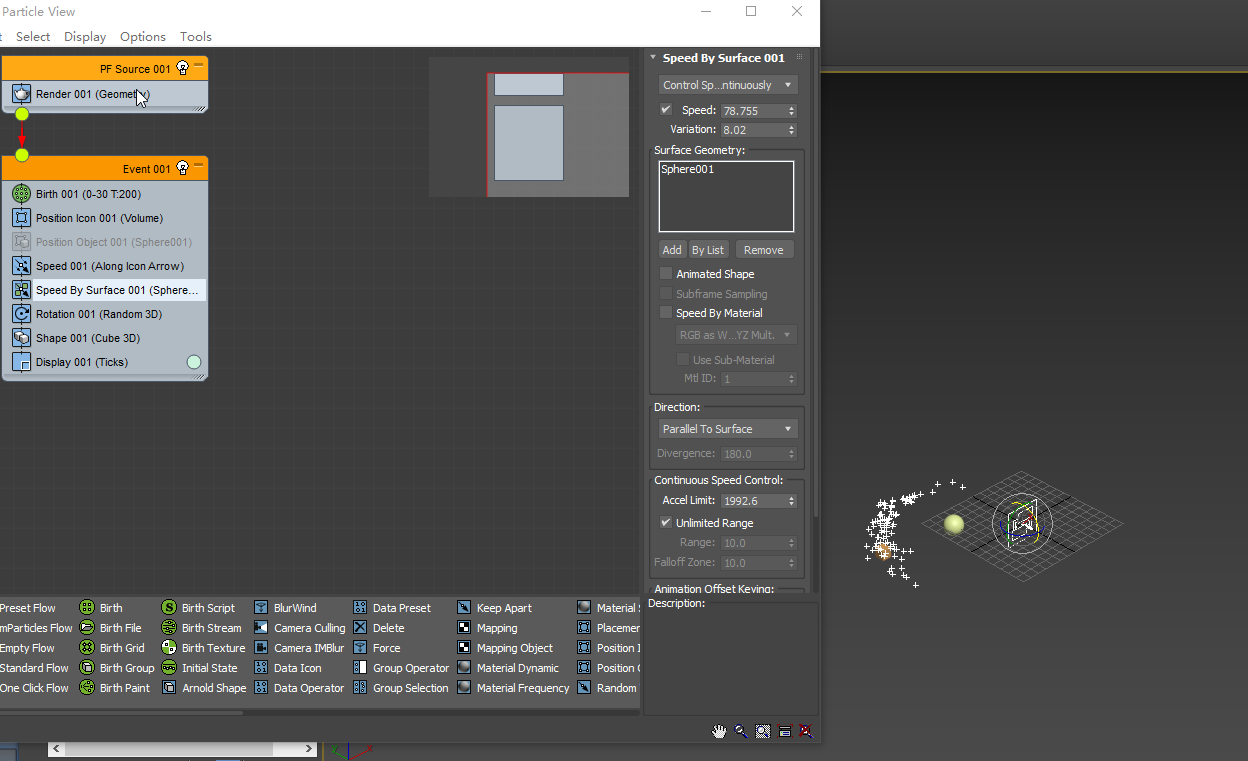 Particle View
Select Display Options Tools
PF Source 001
Render 001 (Geometry)
Event 001
Birth 001 (0-30 T:200)
Position Icon 001 (Volume)
Position Object 001 (Sphere001)
Speed 001 (Along Icon Arrow)
Speed By Surface 001 (Sphere...
Rotation 001 (Random 3D)
Shape 001 (Cube 3D)
Display 001 (Ticks)
Speed By Surface 001
Control Sp...ntinuously
Speed: 78.755
Variation: 8.02
Surface Geometry:
Sphere001
Add By List Remove
Animated Shape
Subframe Sampling
Speed By Material
RGB as W...YZ Mult.
Use Sub-Material
Mtl ID: 1
Direction:
Parallel To Surface
Divergence: 180.0
Continuous Speed Control:
Accel Limit: 1992.6
Unlimited Range
Range: 10.0
Falloff Zone: 10.0
Animation Offset Keying:
Description:
Preset Flow Birth Birth Script BlurWind Data Preset Keep Apart Material
mParticles Flow Birth File Birth Stream Camera Culling Delete Mapping Placemen
Empty Flow Birth Grid Birth Texture Camera IMBlur Force Mapping Object Position
Standard Flow Birth Group Initial State Data Icon Group Operator Material Dynamic Position
One Click Flow Birth Paint Arnold Shape Data Operator Group Selection Material Frequency Random